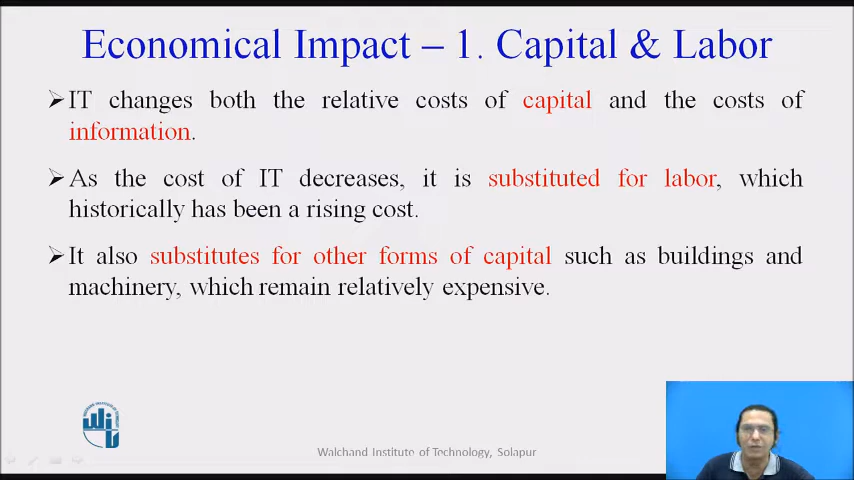 Economical Impact – 1. Capital & Labor
➢IT changes both the relative costs of capital and the costs of
information.
➢As the cost of IT decreases, it is substituted for labor, which
historically has been a rising cost.
➢It also substitutes for other forms of capital such as buildings and
machinery, which remain relatively expensive.
Walchand Institute of Technology, Solapur